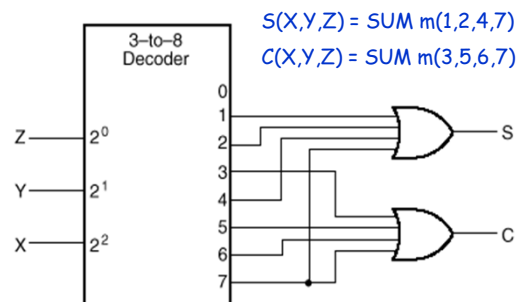 S(X,Y,Z) = SUM m(1,2,4,7)
C(X,Y,Z) = SUM m(3,5,6,7)
3–to–8
Decoder
0
1
2
3
4
5
6
7
Z
2⁰
Y
2¹
X
2²
S
C